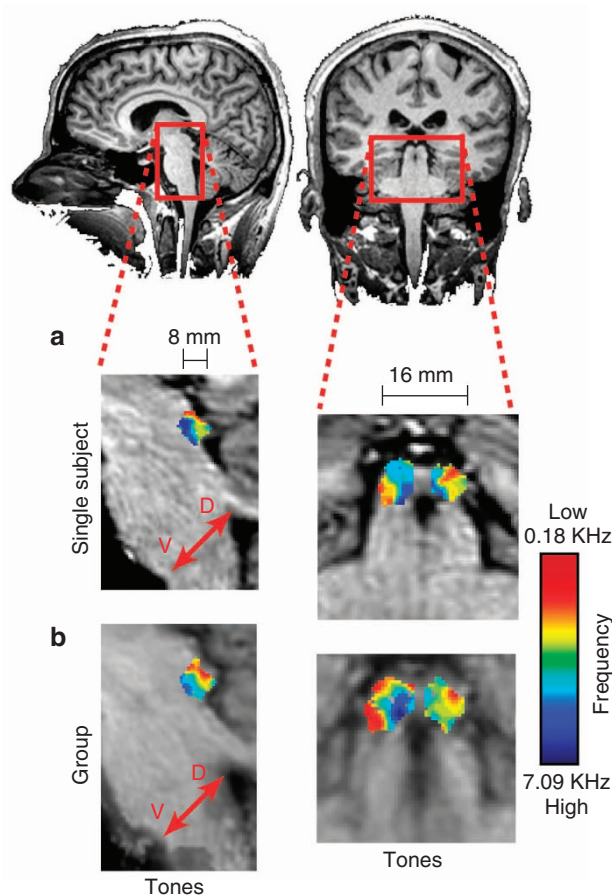 a
8 mm
16 mm
Single subject
D
V
Low
0.18 KHz
Frequency
7.09 KHz
High
b
Group
D
V
Tones
Tones